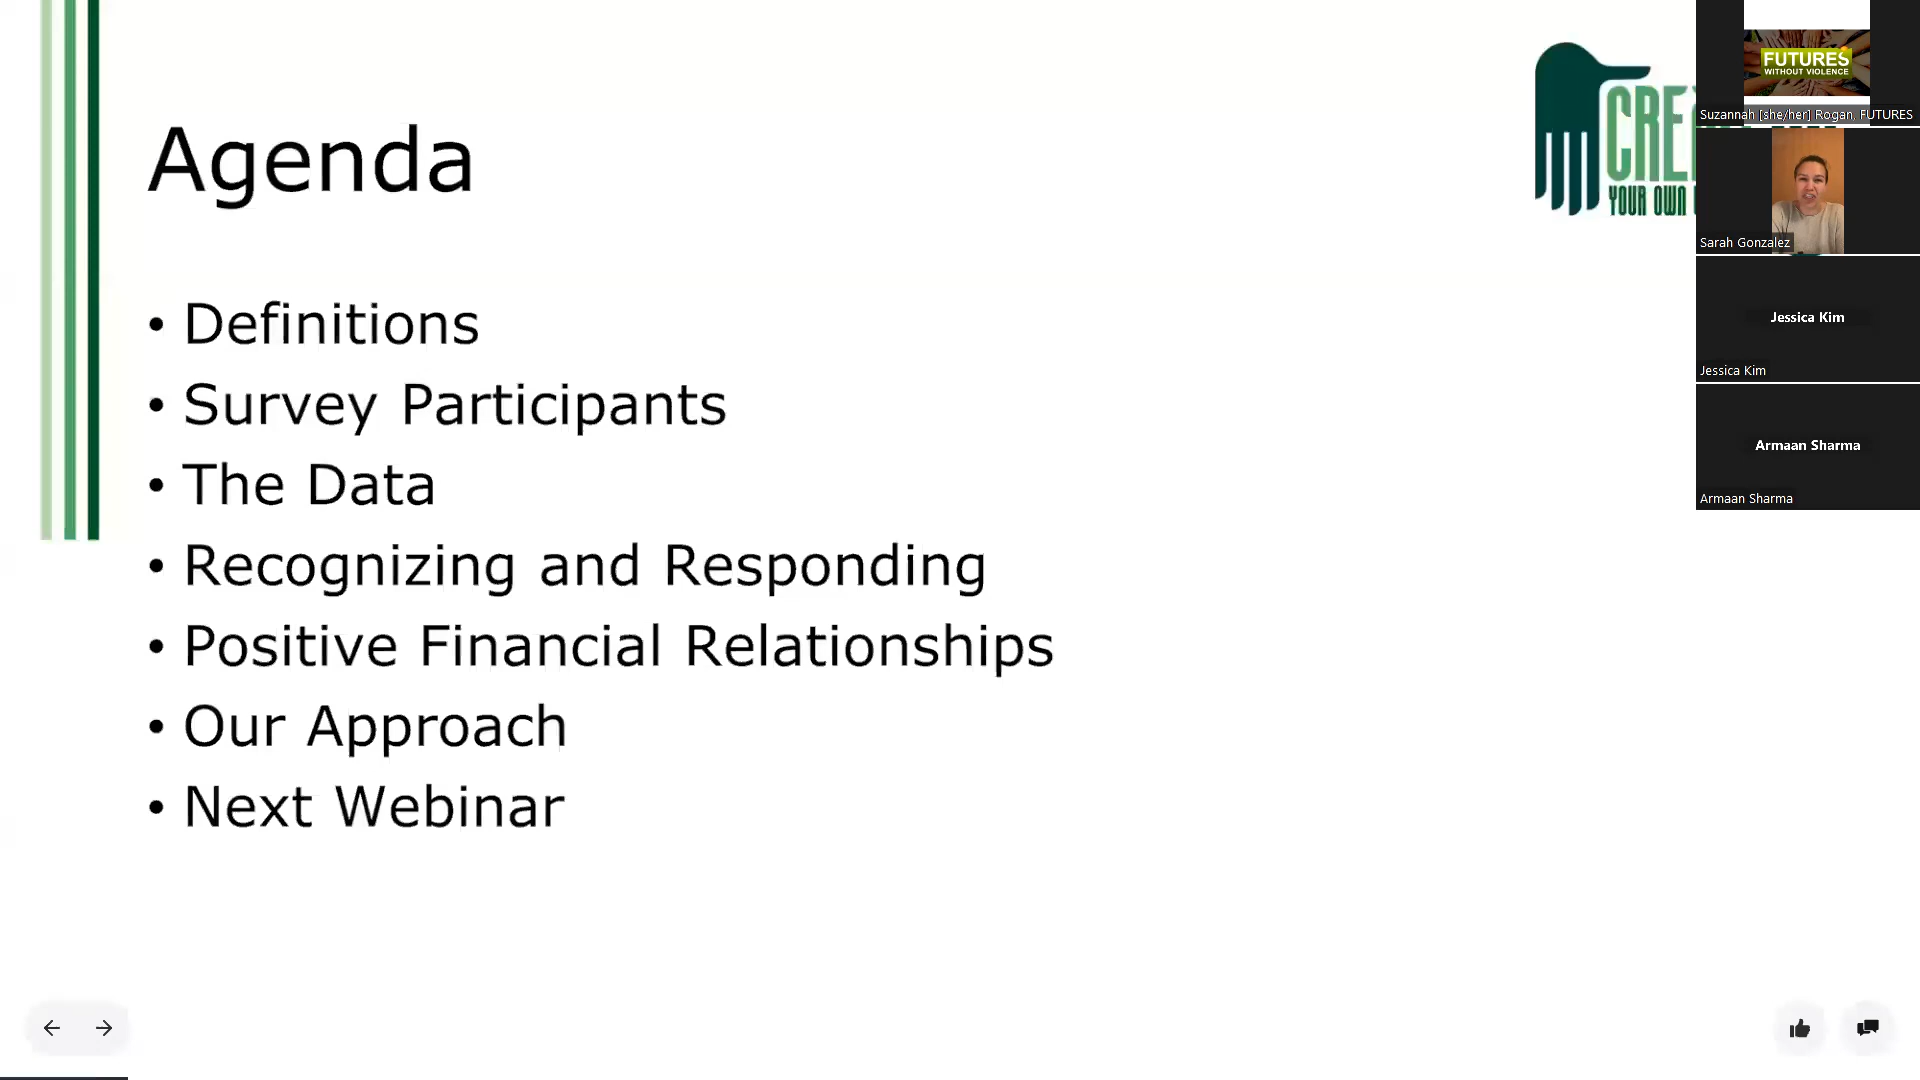 Agenda
• Definitions
• Survey Participants
• The Data
• Recognizing and Responding
• Positive Financial Relationships
• Our Approach
• Next Webinar
YOUR OWN
FUTURES
WITHOUT VIOLENCE
Suzannah [she/her] Rogan, FUTURES
Sarah Gonzalez
Jessica Kim
Jessica Kim
Armaan Sharma
Armaan Sharma